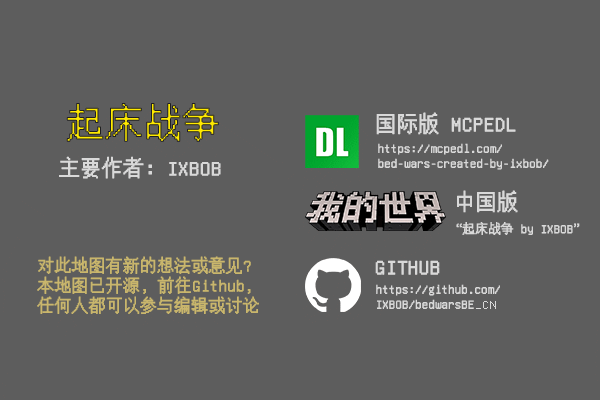 起床战争
主要作者：IXBOB
对此地图有新的想法或意见？
本地图已开源，前往Github，
任何人都可以参与编辑或讨论
DL
国际版 MCPEDL
https://mcpedl.com/
bed-wars-created-by-ixbob/
我的世界
中国版
“起床战争 by IXBOB”
GITHUB
https://github.com/
IXBOB/bedwarsBE_CN